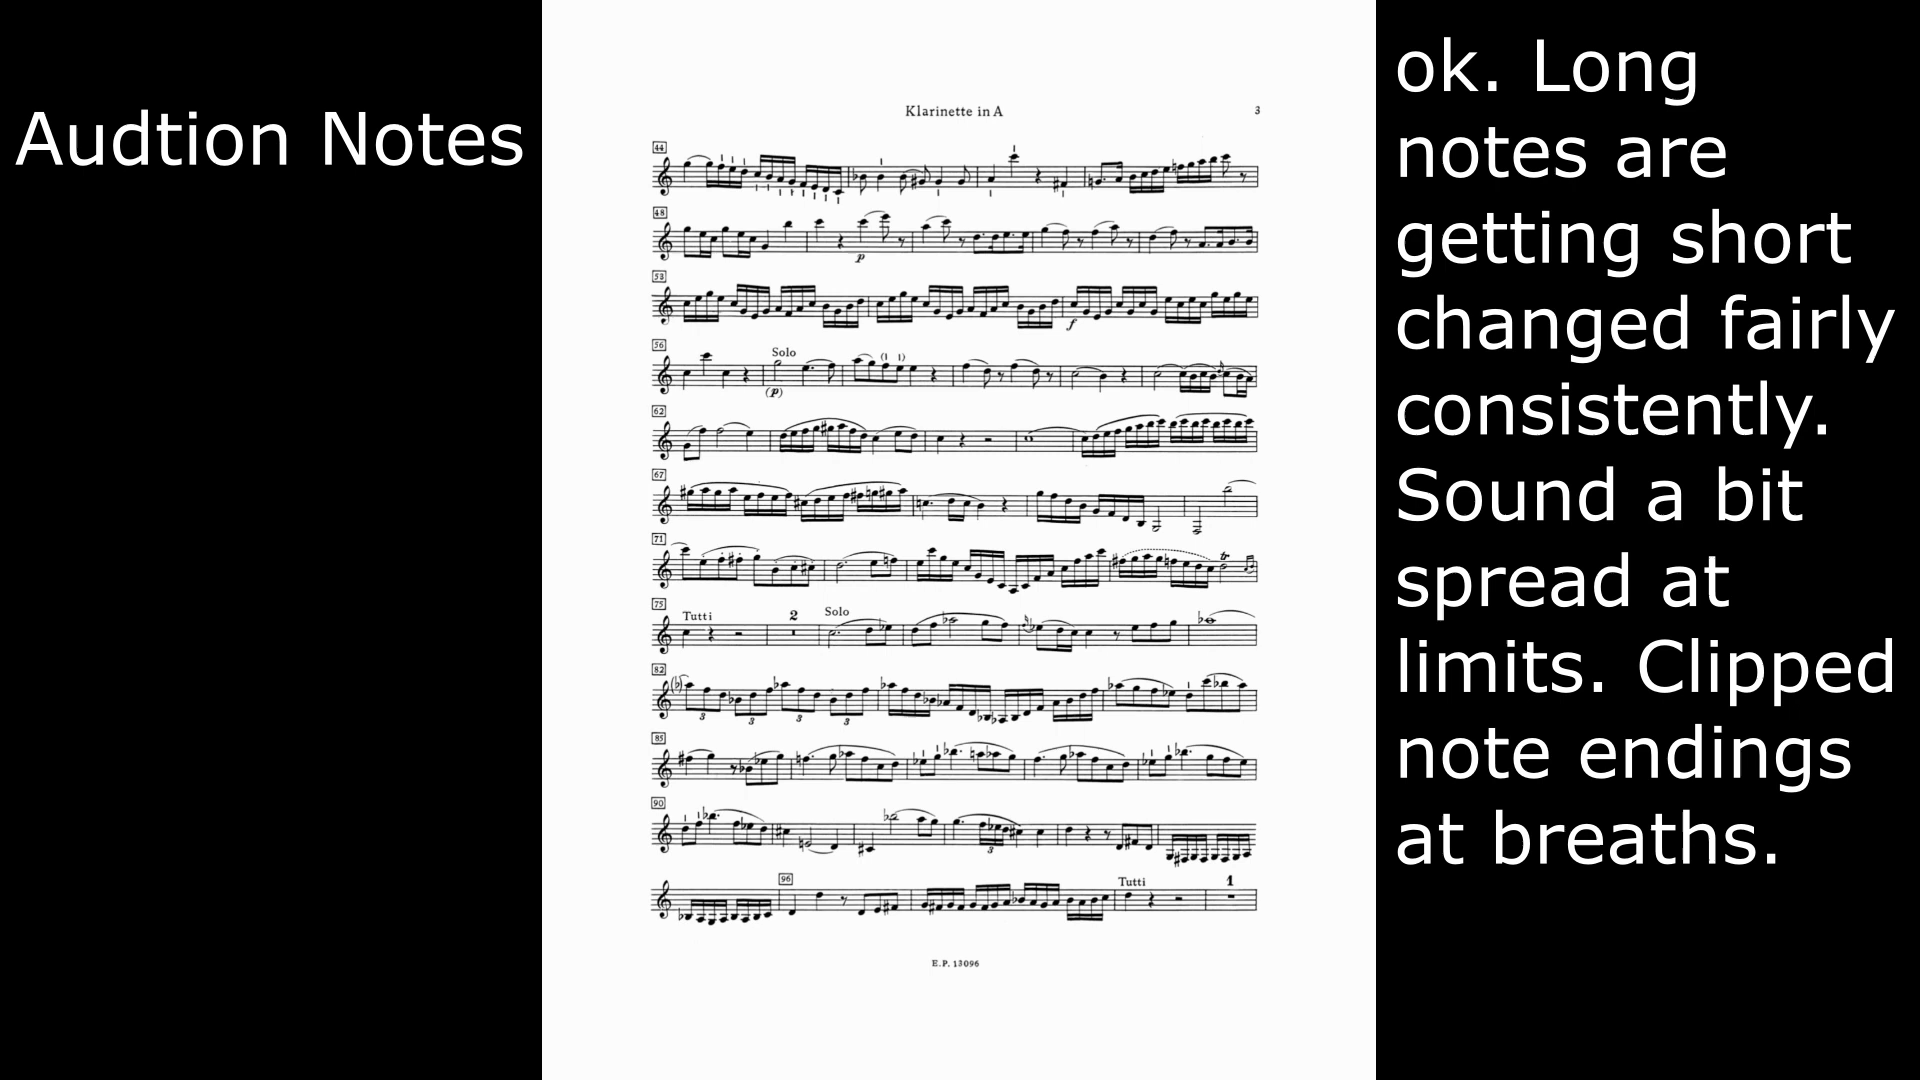 Audtion Notes
Klarinette in A
3
44
48
p
53
f
56
Solo
(p)
62
67
71
tr
75
Tutti
2
Solo
82
3
3
3
3
85
90
3
96
Tutti
1
E.P. 13096
ok. Long
notes are
getting short
changed fairly
consistently.
Sound a bit
spread at
limits. Clipped
note endings
at breaths.